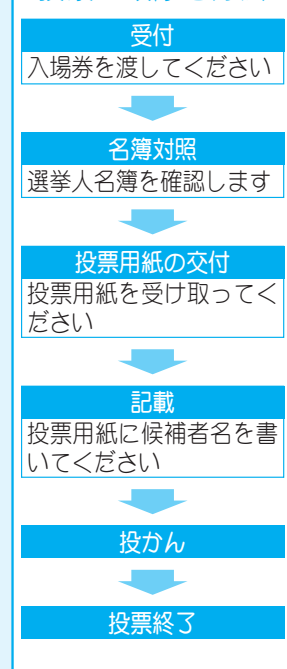 受付
入場券を渡してください
名簿対照
選挙人名簿を確認します
投票用紙の交付
投票用紙を受け取ってく
ださい
記載
投票用紙に候補者名を書
いてください
投かん
投票終了